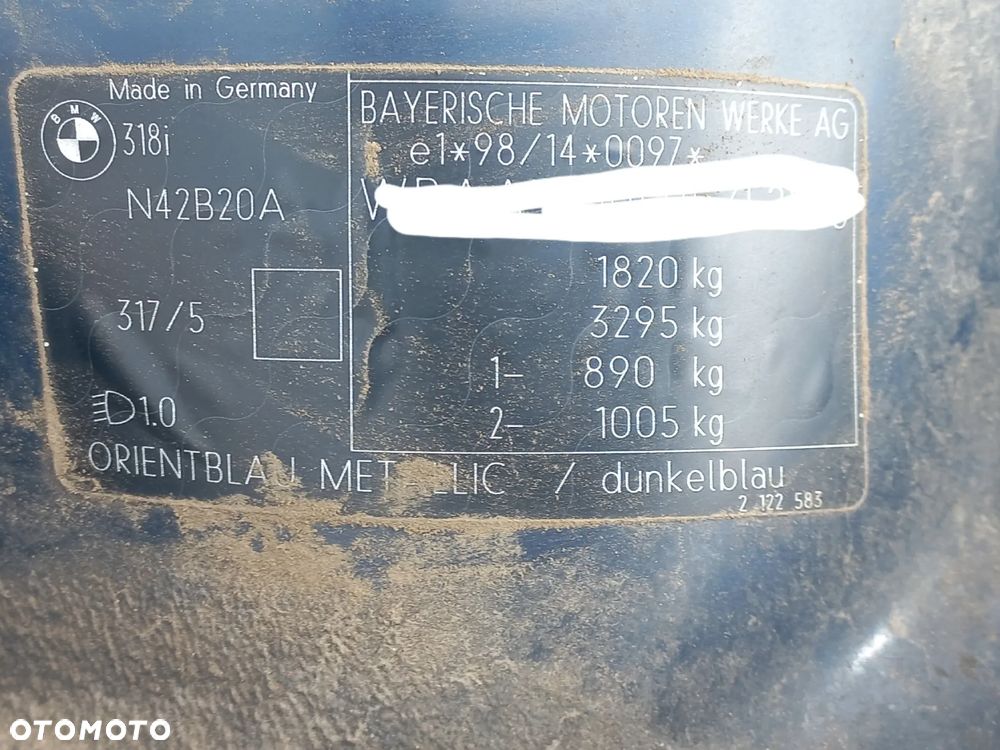 Made in Germany
BMW
318i
N42B20A
317/5
1.0
BAYERISCHE MOTOREN WERKE AG
e1*98/14*0097*
1820 kg
3295 kg
1- 890 kg
2- 1005 kg
ORIENTBLAU METALLIC / dunkelblau
2 122 583
OTOMOTO